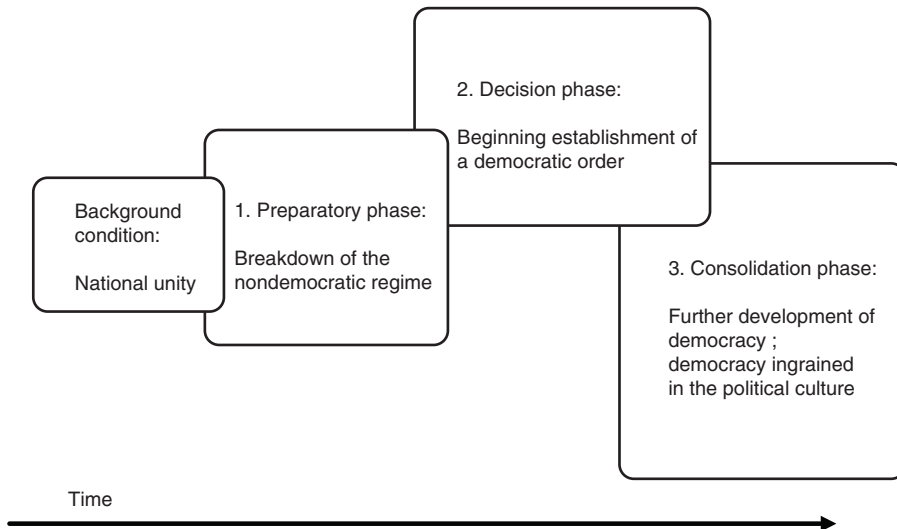 Background
condition:
National unity
1. Preparatory phase:
Breakdown of the
nondemocratic regime
2. Decision phase:
Beginning establishment of
a democratic order
3. Consolidation phase:
Further development of
democracy ;
democracy ingrained
in the political culture
Time